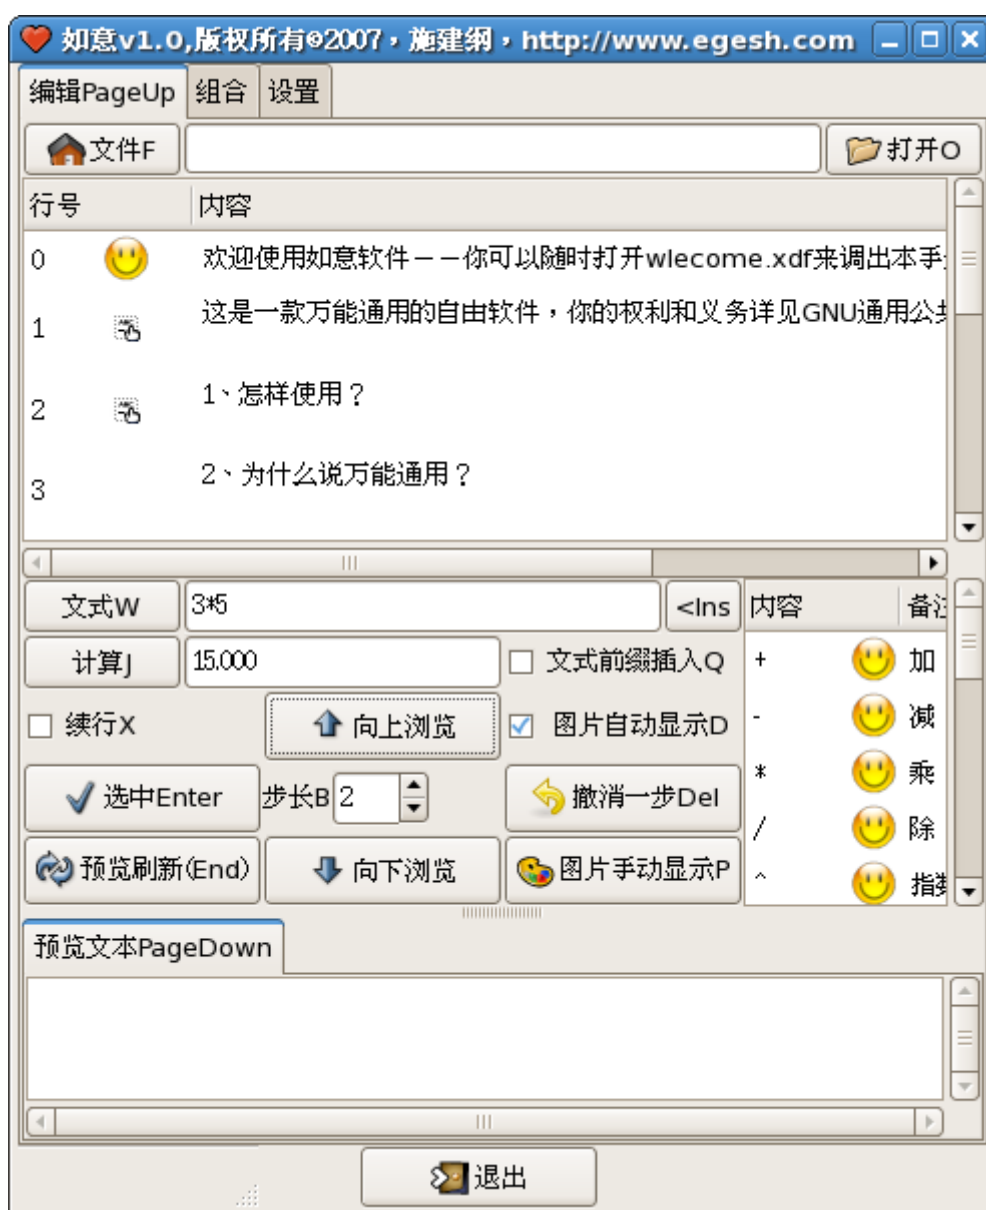 如意v1.0,版权所有©2007，施建纲，http://www.egesh.com
编辑PageUp 组合 设置
文件F 打开O
行号 内容
0 欢迎使用如意软件－－你可以随时打开wlecome.xdf来调出本手
1 这是一款万能通用的自由软件，你的权利和义务详见GNU通用公共
2 1、怎样使用？
3 2、为什么说万能通用？
文式W 3*5 <Ins 内容 备注
计算J 15.000 文式前缀插入Q + 加
续行X 向上浏览 图片自动显示D - 减
选中Enter 步长B 2 撤消一步Del * 乘
/ 除
预览刷新(End) 向下浏览 图片手动显示P ^ 指数
预览文本PageDown
退出